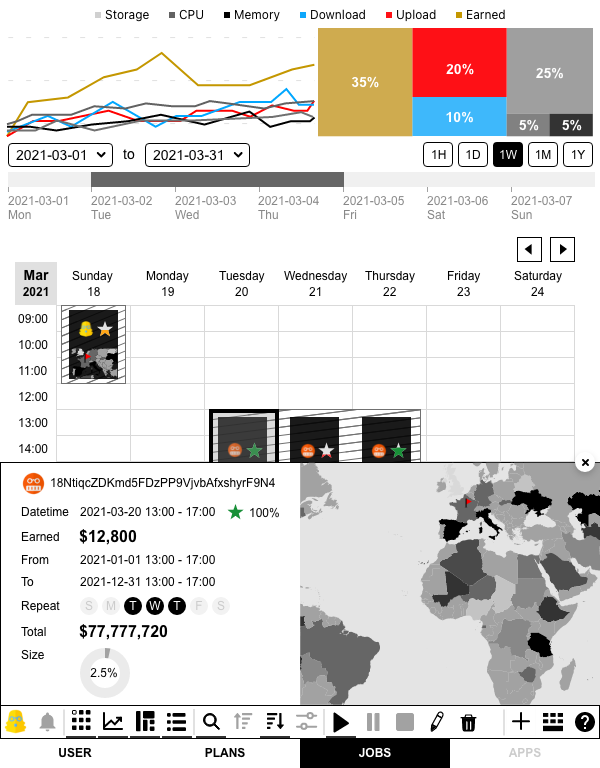 Storage CPU Memory Download Upload Earned
35% 20% 25%
10% 5% 5%
2021-03-01 to 2021-03-31 1H 1D 1W 1M 1Y
2021-03-01 2021-03-02 2021-03-03 2021-03-04 2021-03-05 2021-03-06 2021-03-07
Mon Tue Wed Thu Fri Sat Sun
Mar Sunday Monday Tuesday Wednesday Thursday Friday Saturday
2021 18 19 20 21 22 23 24
09:00
10:00
11:00
12:00
13:00
14:00
18NtiqcZDKmd5FDzPP9VjvbAfxshyrF9N4
Datetime 2021-03-20 13:00 - 17:00 100%
Earned $12,800
From 2021-01-01 13:00 - 17:00
To 2021-12-31 13:00 - 17:00
Repeat S M T W T F S
Total $77,777,720
Size
2.5%
USER PLANS JOBS APPS